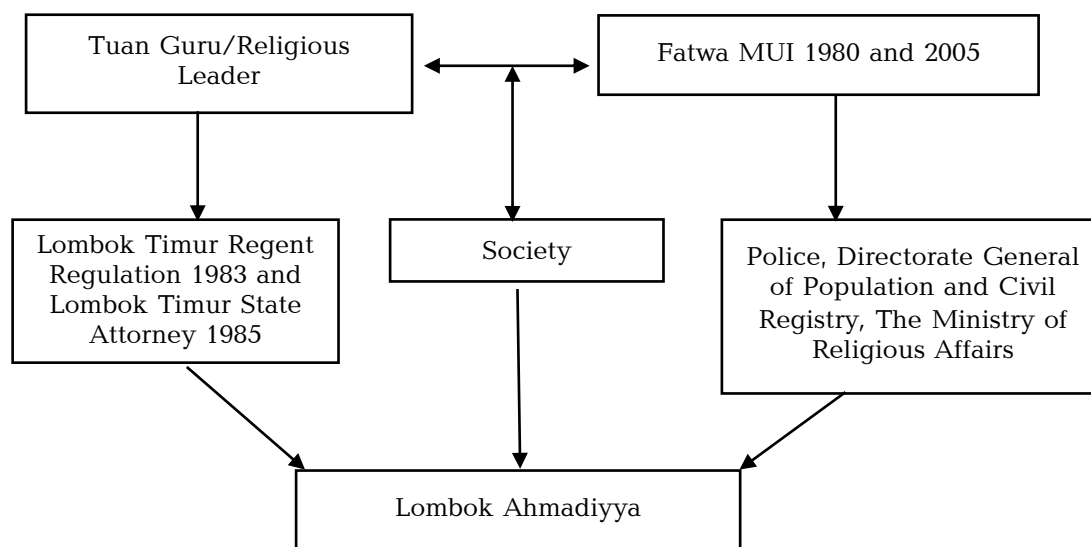 Tuan Guru/Religious
Leader
Fatwa MUI 1980 and 2005
Lombok Timur Regent
Regulation 1983 and
Lombok Timur State
Attorney 1985
Society
Police, Directorate General
of Population and Civil
Registry, The Ministry of
Religious Affairs
Lombok Ahmadiyya